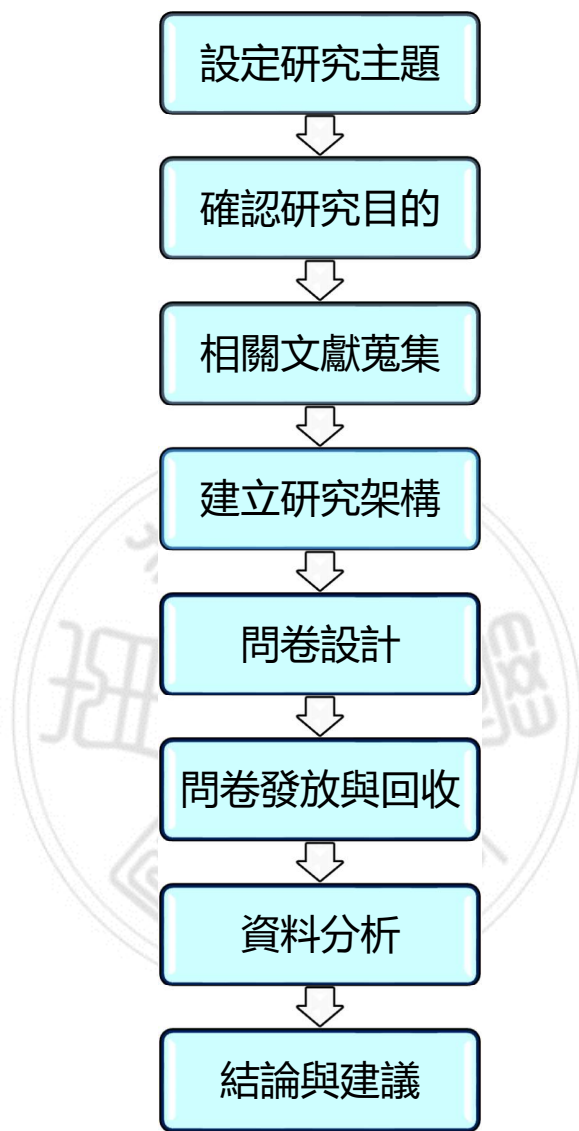 設定研究主題
確認研究目的
相關文獻蒐集
建立研究架構
問卷設計
問卷發放與回收
資料分析
結論與建議